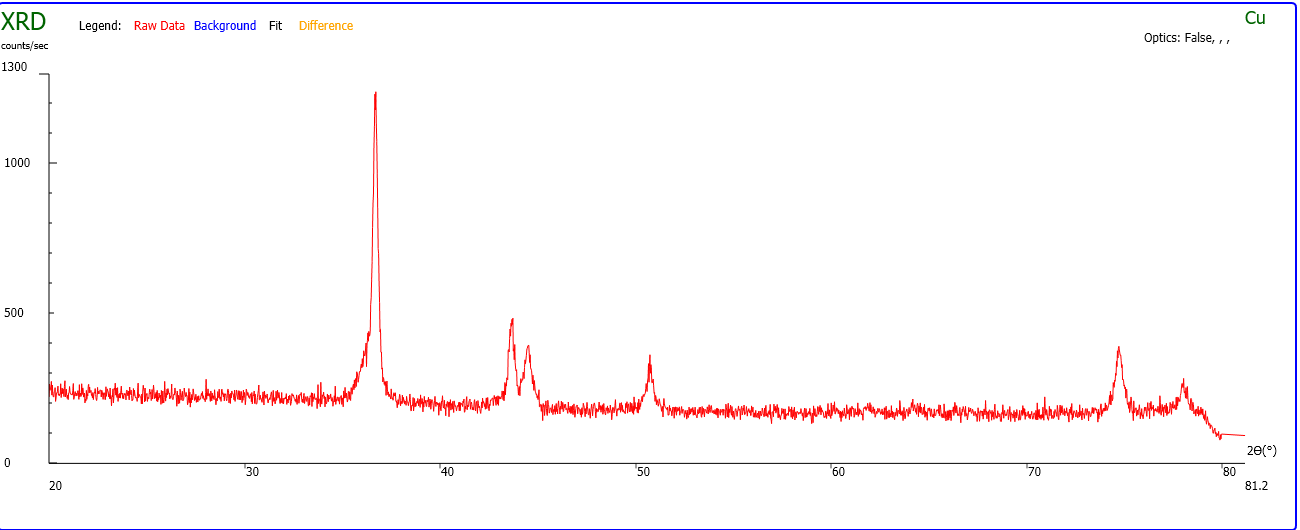 XRD
Legend: Raw Data Background Fit Difference
Cu
counts/sec
Optics: False, , ,
1300
1000
500
0
30 40 50 60 70 80
2Θ(°)
20
81.2